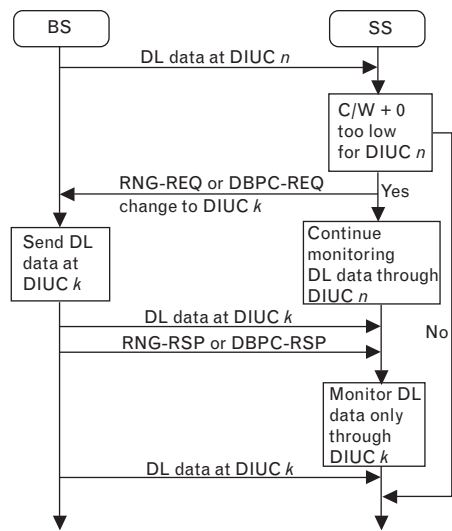 BS
SS
DL data at DIUC n
C/W + 0
too low
for DIUC n
RNG-REQ or DBPC-REQ
Yes
change to DIUC k
Send DL
data at
DIUC k
Continue
monitoring
DL data through
DIUC n
DL data at DIUC k
No
RNG-RSP or DBPC-RSP
Monitor DL
data only
through
DIUC k
DL data at DIUC k